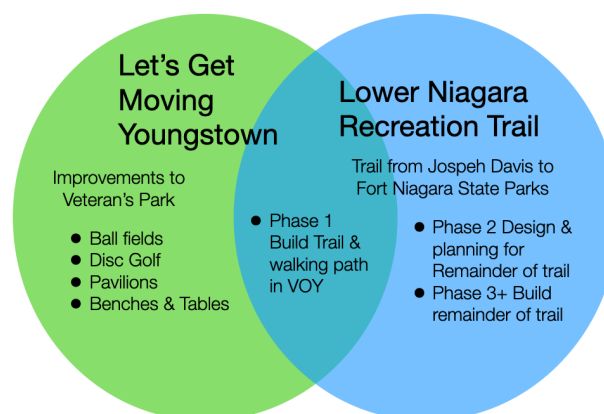 Let's Get
Moving
Youngstown
Improvements to
Veteran's Park
● Ball fields
● Disc Golf
● Pavilions
● Benches & Tables
● Phase 1
Build Trail &
walking path
in VOY
Lower Niagara
Recreation Trail
Trail from Jospeh Davis to
Fort Niagara State Parks
● Phase 2 Design &
planning for
Remainder of trail
● Phase 3+ Build
remainder of trail